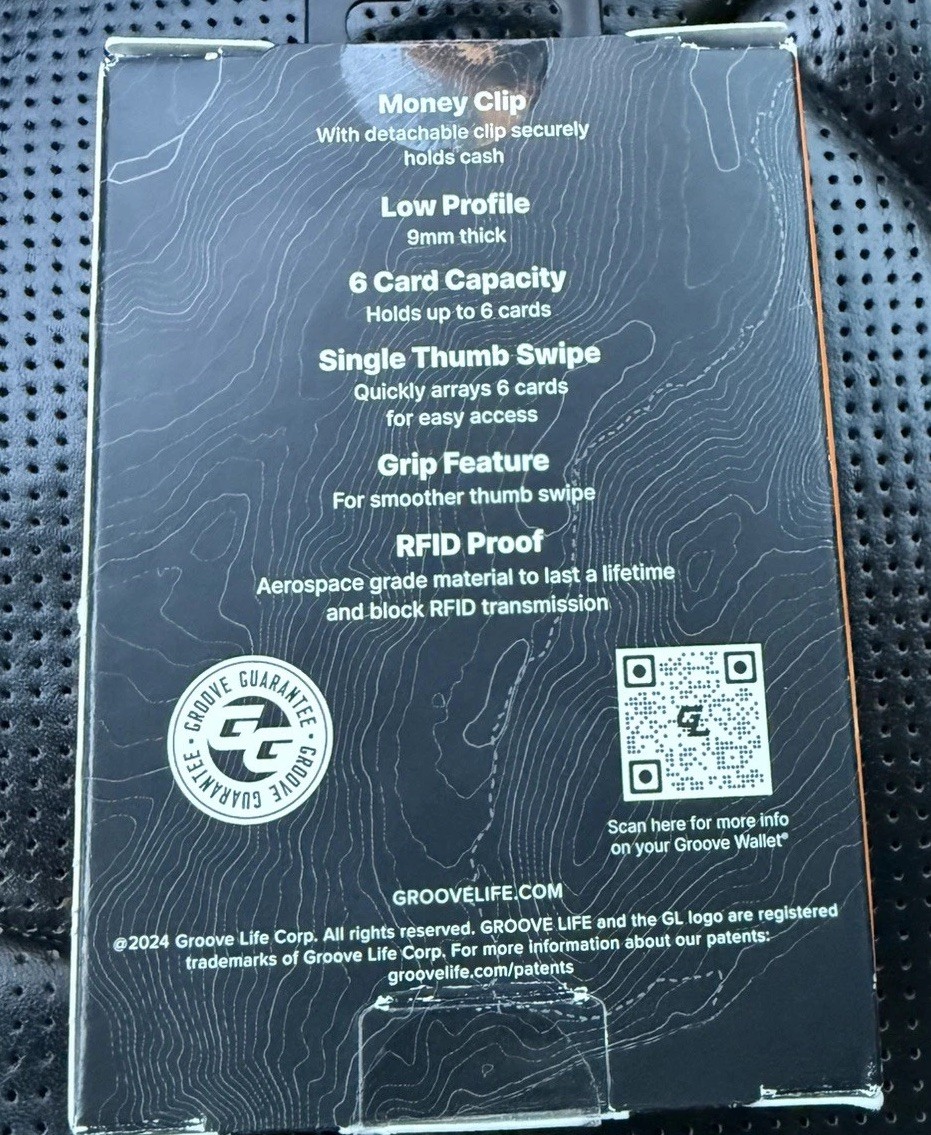 Money Clip
With detachable clip securely
holds cash
Low Profile
9mm thick
6 Card Capacity
Holds up to 6 cards
Single Thumb Swipe
Quickly arrays 6 cards
for easy access
Grip Feature
For smoother thumb swipe
RFID Proof
Aerospace grade material to last a lifetime
and block RFID transmission
GROOVE GUARANTEE • GROOVE GUARANTEE •
GG
GL
Scan here for more info
on your Groove Wallet®
GROOVELIFE.COM
@2024 Groove Life Corp. All rights reserved. GROOVE LIFE and the GL logo are registered
trademarks of Groove Life Corp. For more information about our patents:
groovelife.com/patents